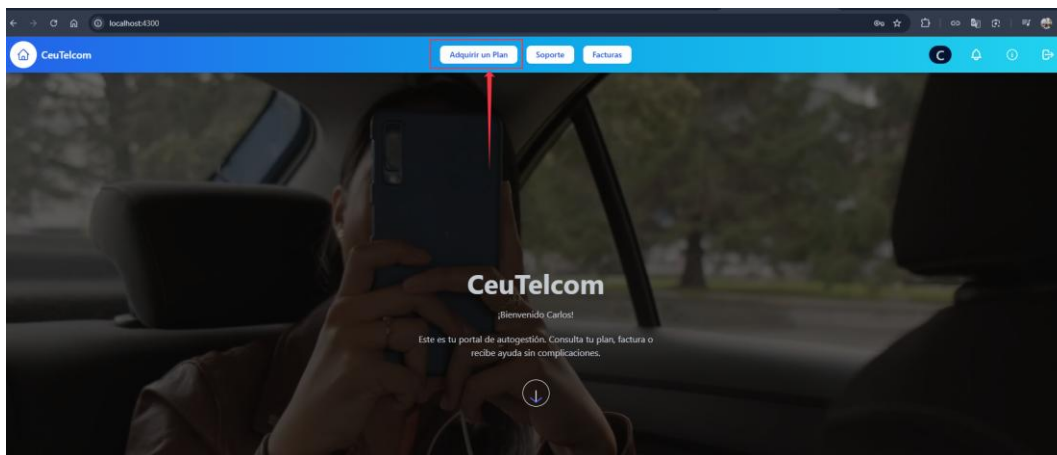 localhost:4300
CeuTelcom
Adquirir un Plan
Soporte
Facturas
C
CeuTelcom
¡Bienvenido Carlos!
Este es tu portal de autogestión. Consulta tu plan, factura o
recibe ayuda sin complicaciones.